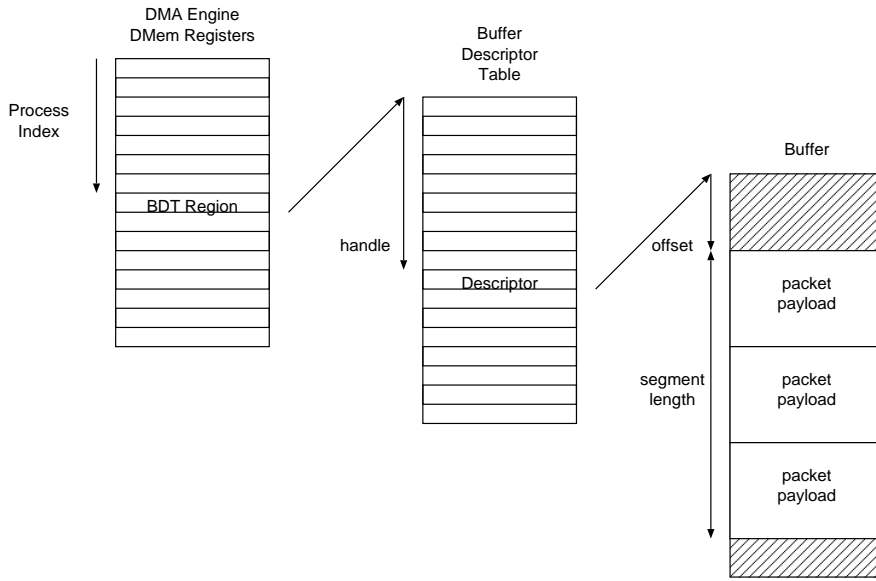 DMA Engine
DMem Registers
Process
Index
BDT Region
Buffer
Descriptor
Table
handle
Descriptor
Buffer
offset
segment
length
packet
payload
packet
payload
packet
payload